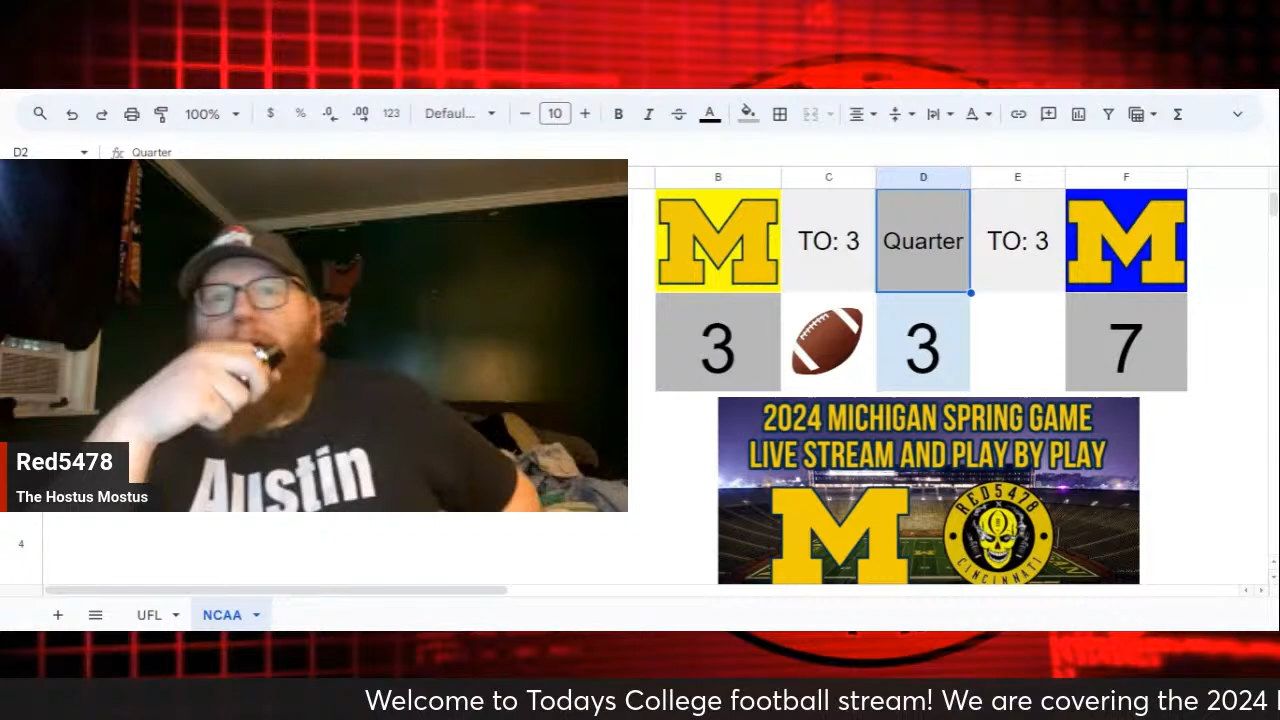 100%
$
%
.0
.00
123
Defaul...
10
B
I
A
Σ
D2
fx
Quarter
B
C
D
E
F
M
TO: 3
Quarter
TO: 3
M
3
3
7
2024 MICHIGAN SPRING GAME
LIVE STREAM AND PLAY BY PLAY
M
RED5478
CINCINNATI
Austin
Red5478
The Hostus Mostus
4
UFL
NCAA
Welcome to Todays College football stream! We are covering the 2024